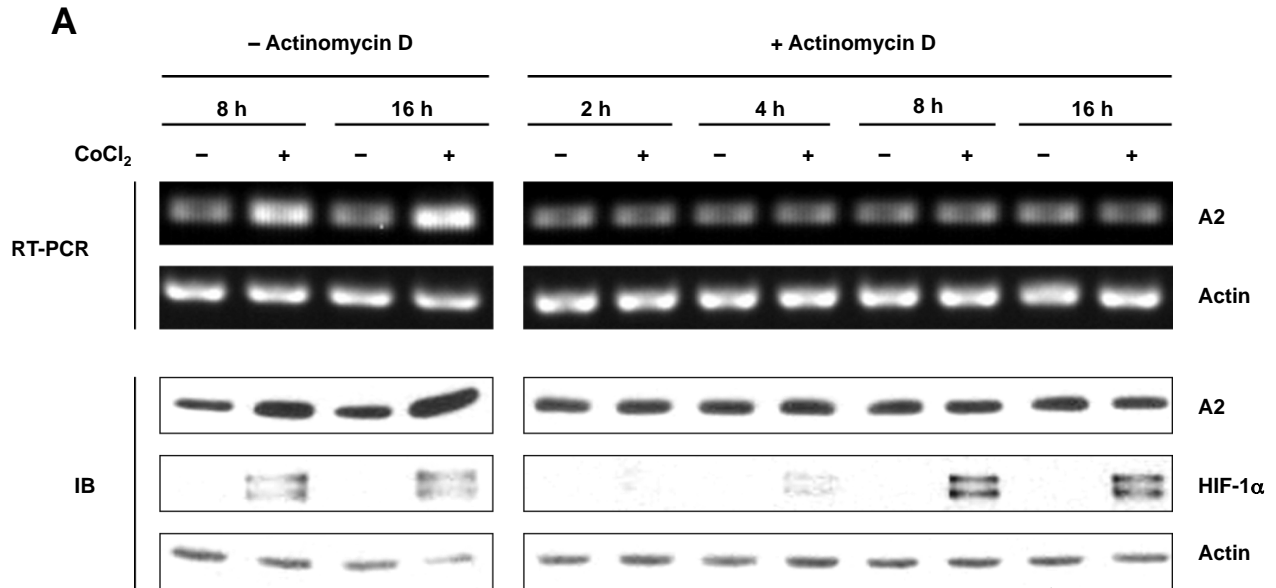 A
– Actinomycin D + Actinomycin D
8 h 16 h 2 h 4 h 8 h 16 h
CoCl₂ – + – + – + – + – + – +
RT-PCR
A2
Actin
IB
A2
HIF-1α
Actin